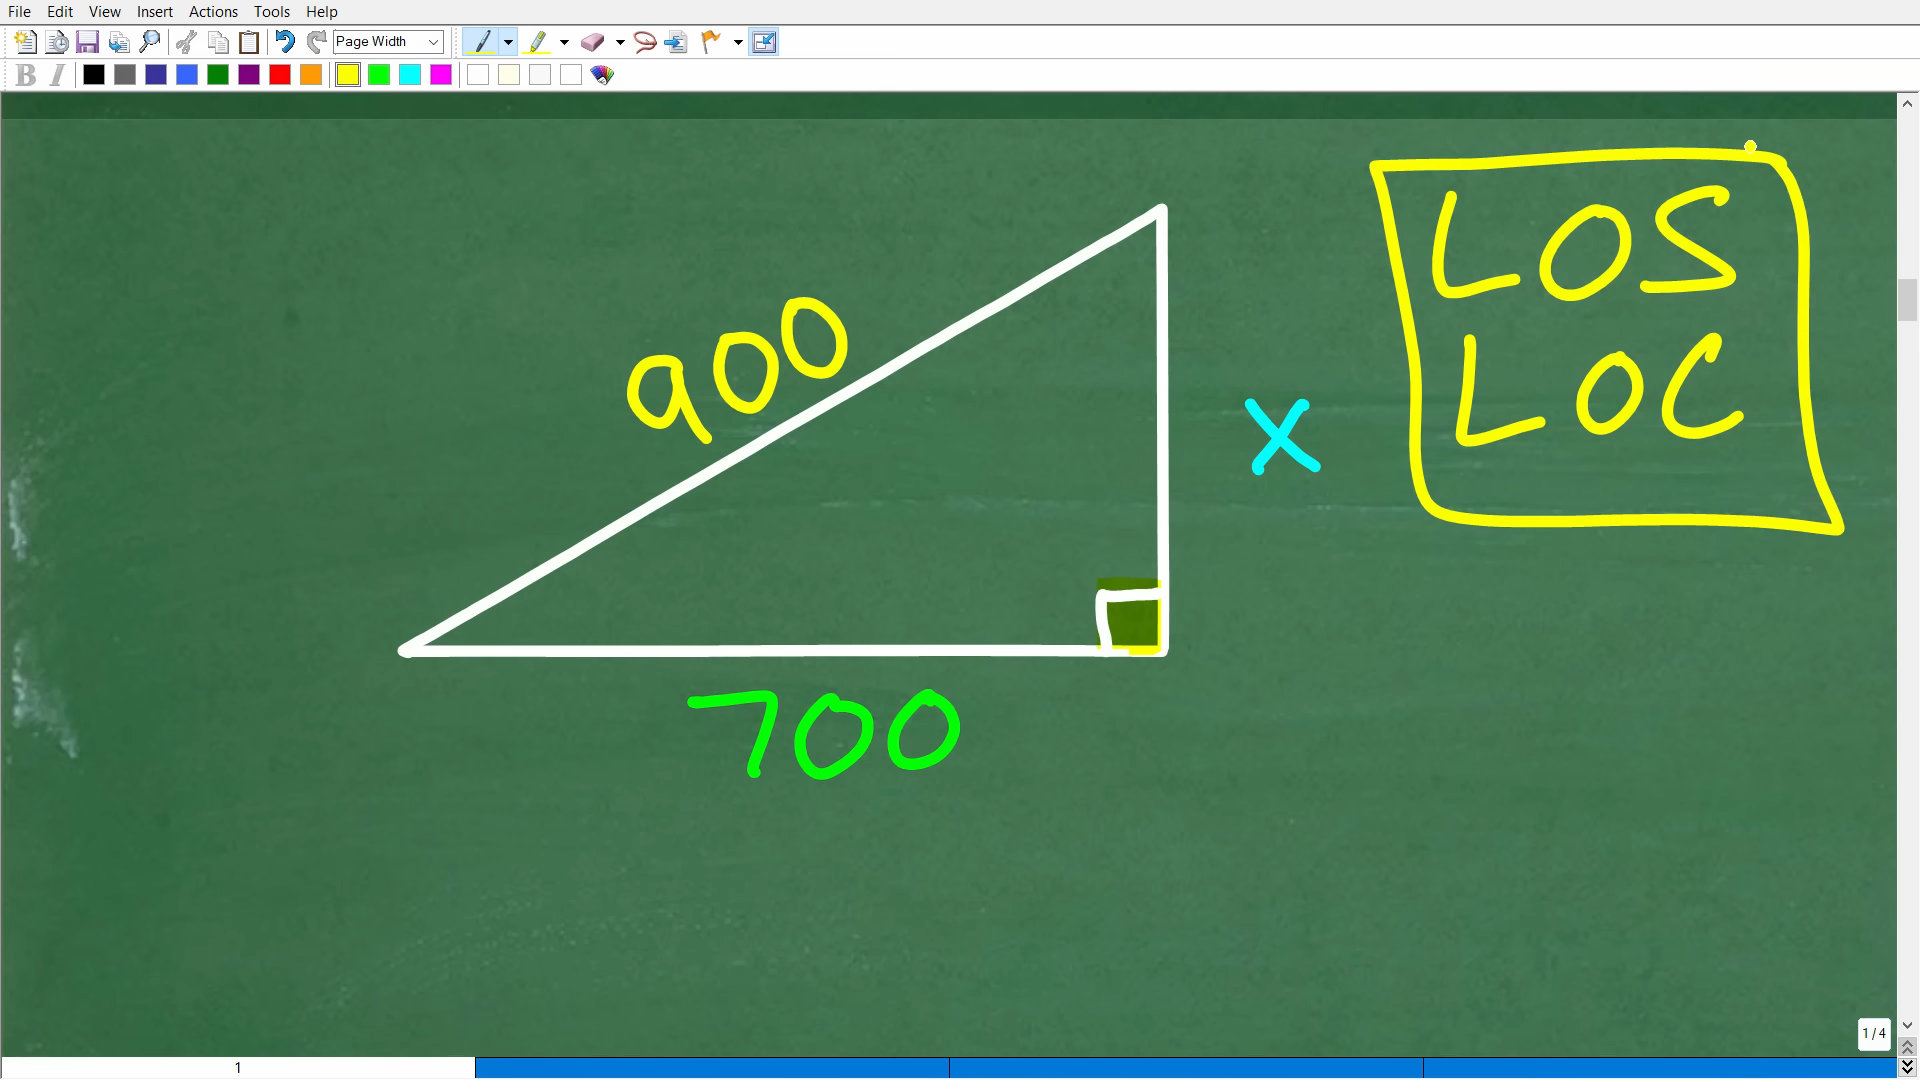 File Edit View Insert Actions Tools Help
Page Width
B I
LOS
LOC
900
x
700
1 / 4
1